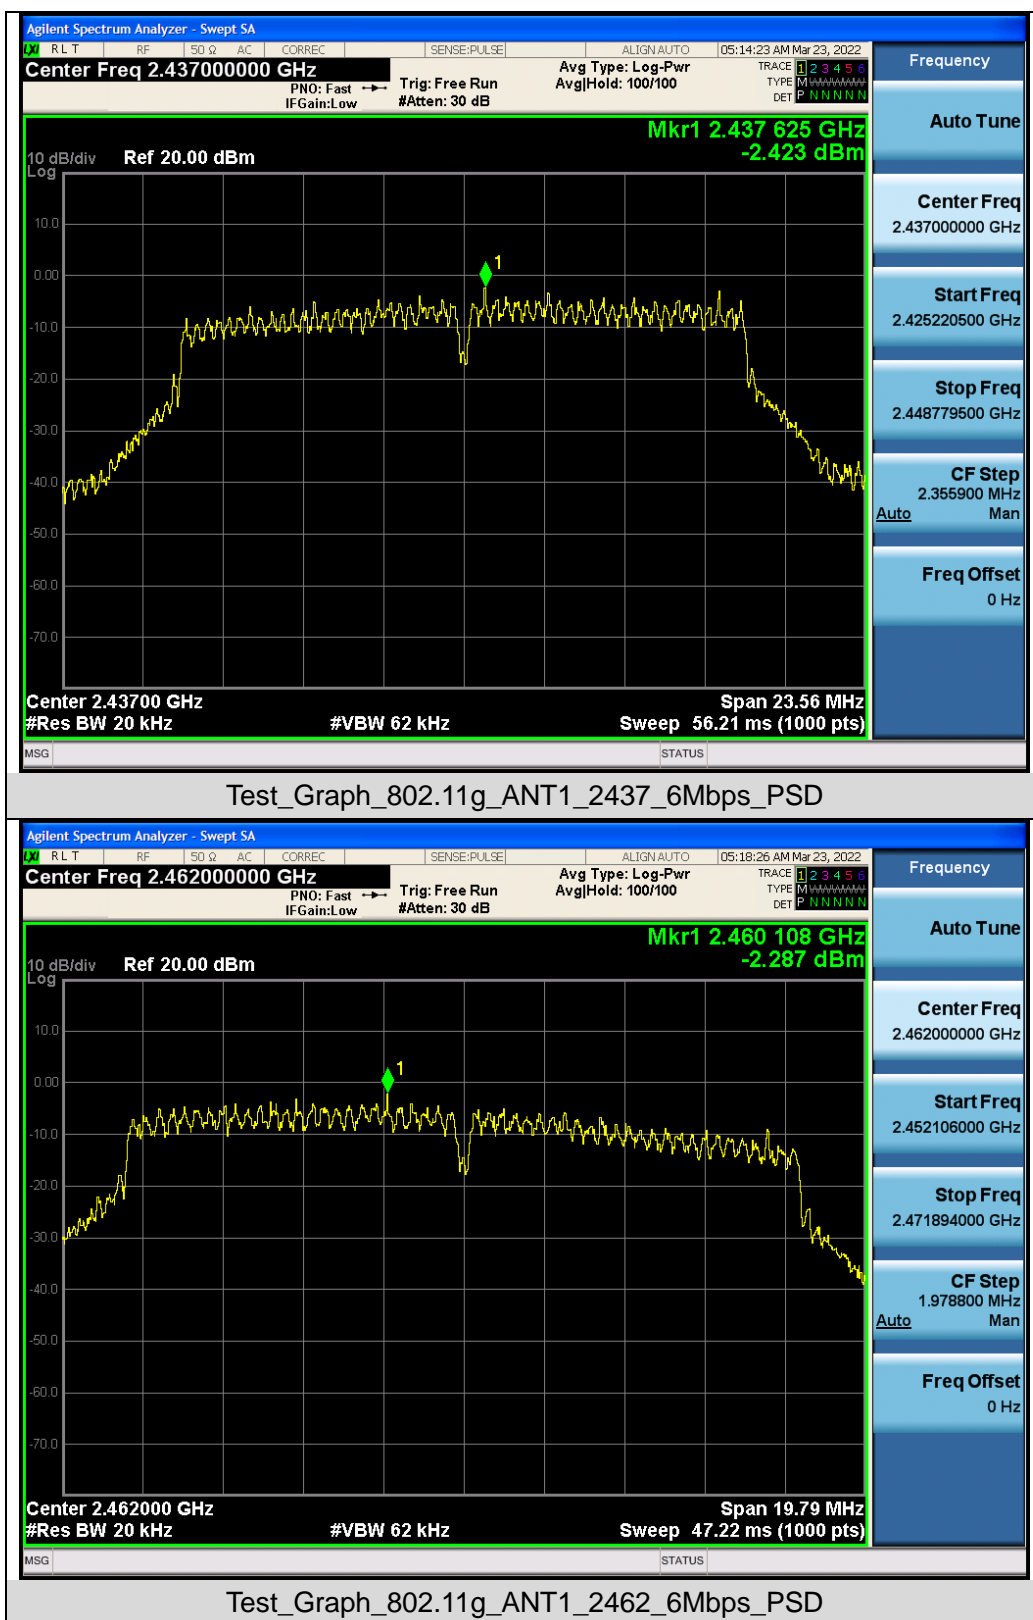 Agilent Spectrum Analyzer - Swept SA
LXI RLT RF 50 Ω AC CORREC SENSE:PULSE ALIGN AUTO 05:14:23 AM Mar 23, 2022
Center Freq 2.437000000 GHz
PNO: Fast
IFGain:Low
Trig: Free Run
#Atten: 30 dB
Avg Type: Log-Pwr
Avg|Hold: 100/100
TRACE 1 2 3 4 5 6
TYPE M W W W W W
DET P N N N N N
Mkr1 2.437 625 GHz
-2.423 dBm
10 dB/div Ref 20.00 dBm
Log
10.0
0.00
-10.0
-20.0
-30.0
-40.0
-50.0
-60.0
-70.0
1
Center 2.43700 GHz
Span 23.56 MHz
#Res BW 20 kHz
#VBW 62 kHz
Sweep 56.21 ms (1000 pts)
MSG
STATUS
Frequency
Auto Tune
Center Freq
2.437000000 GHz
Start Freq
2.425220500 GHz
Stop Freq
2.448779500 GHz
CF Step
2.355900 MHz
Auto Man
Freq Offset
0 Hz
Test_Graph_802.11g_ANT1_2437_6Mbps_PSD
Agilent Spectrum Analyzer - Swept SA
LXI RLT RF 50 Ω AC CORREC SENSE:PULSE ALIGN AUTO 05:18:26 AM Mar 23, 2022
Center Freq 2.462000000 GHz
PNO: Fast
IFGain:Low
Trig: Free Run
#Atten: 30 dB
Avg Type: Log-Pwr
Avg|Hold: 100/100
TRACE 1 2 3 4 5 6
TYPE M W W W W W
DET P N N N N N
Mkr1 2.460 108 GHz
-2.287 dBm
10 dB/div Ref 20.00 dBm
Log
10.0
0.00
-10.0
-20.0
-30.0
-40.0
-50.0
-60.0
-70.0
1
Center 2.462000 GHz
Span 19.79 MHz
#Res BW 20 kHz
#VBW 62 kHz
Sweep 47.22 ms (1000 pts)
MSG
STATUS
Frequency
Auto Tune
Center Freq
2.462000000 GHz
Start Freq
2.452106000 GHz
Stop Freq
2.471894000 GHz
CF Step
1.978800 MHz
Auto Man
Freq Offset
0 Hz
Test_Graph_802.11g_ANT1_2462_6Mbps_PSD